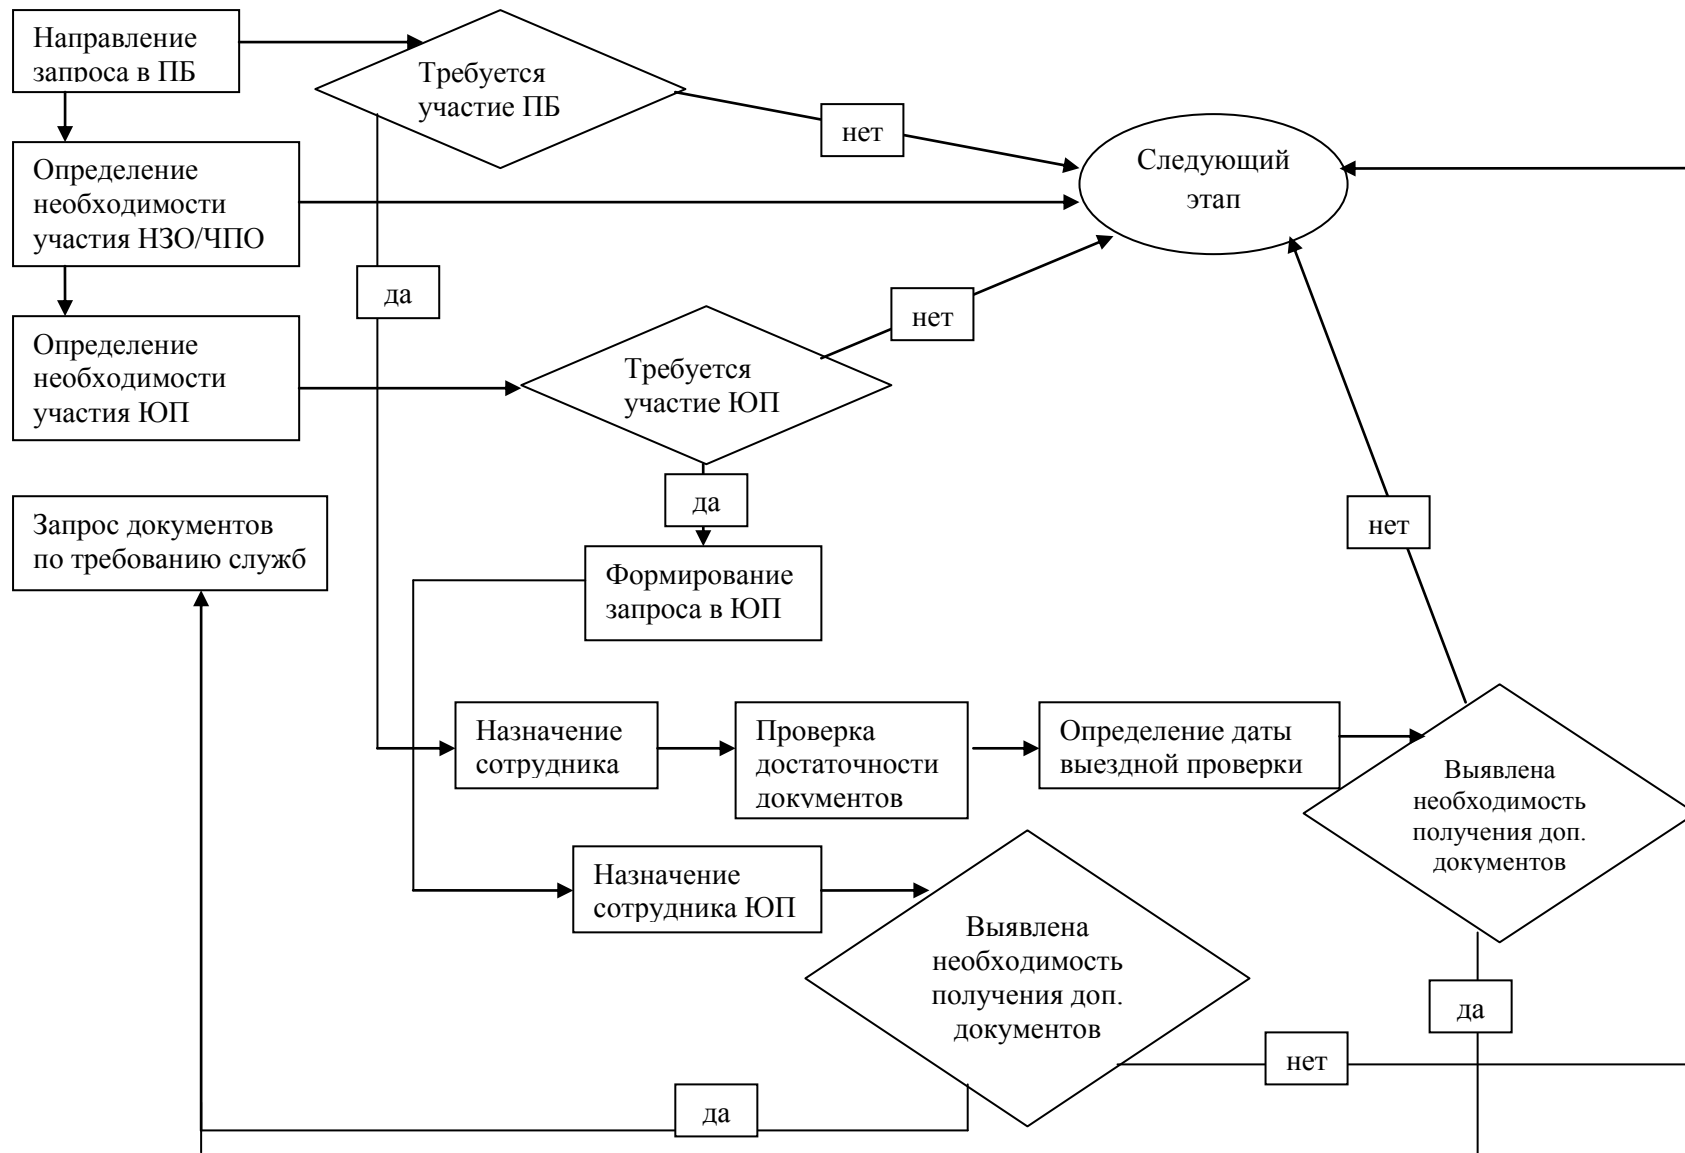 Направление
запроса в ПБ
Требуется
участие ПБ
нет
Следующий
этап
Определение
необходимости
участия НЗО/ЧПО
да
нет
Определение
необходимости
участия ЮП
Требуется
участие ЮП
да
нет
Запрос документов
по требованию служб
Формирование
запроса в ЮП
Назначение
сотрудника
Проверка
достаточности
документов
Определение даты
выездной проверки
Выявлена
необходимость
получения доп.
документов
Назначение
сотрудника ЮП
Выявлена
необходимость
получения доп.
документов
да
нет
да